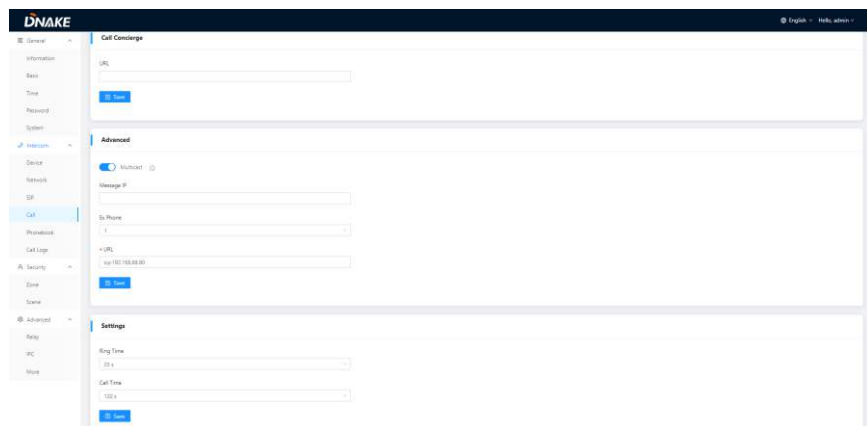 DNAKE
English
Hello, admin
General
Information
Basic
Time
Password
System
Intercom
Device
Network
SIP
Call
Phonebook
Call Logs
Security
Zone
Scene
Advanced
Relay
IPC
More
Call Concierge
URL
Save
Advanced
Multicast
Message IP
Ex Phone
1
* URL
Save
Settings
Ring Time
Call Time
120 s
Save